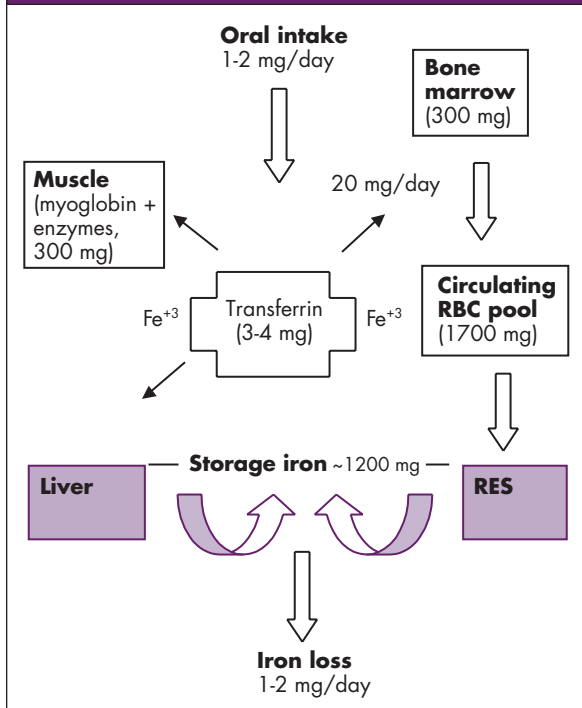 Oral intake
1-2 mg/day
Bone
marrow
(300 mg)
Muscle
(myoglobin +
enzymes,
300 mg)
20 mg/day
Fe+3
Transferrin
(3-4 mg)
Fe+3
Circulating
RBC pool
(1700 mg)
Storage iron ~1200 mg
Liver
RES
Iron loss
1-2 mg/day